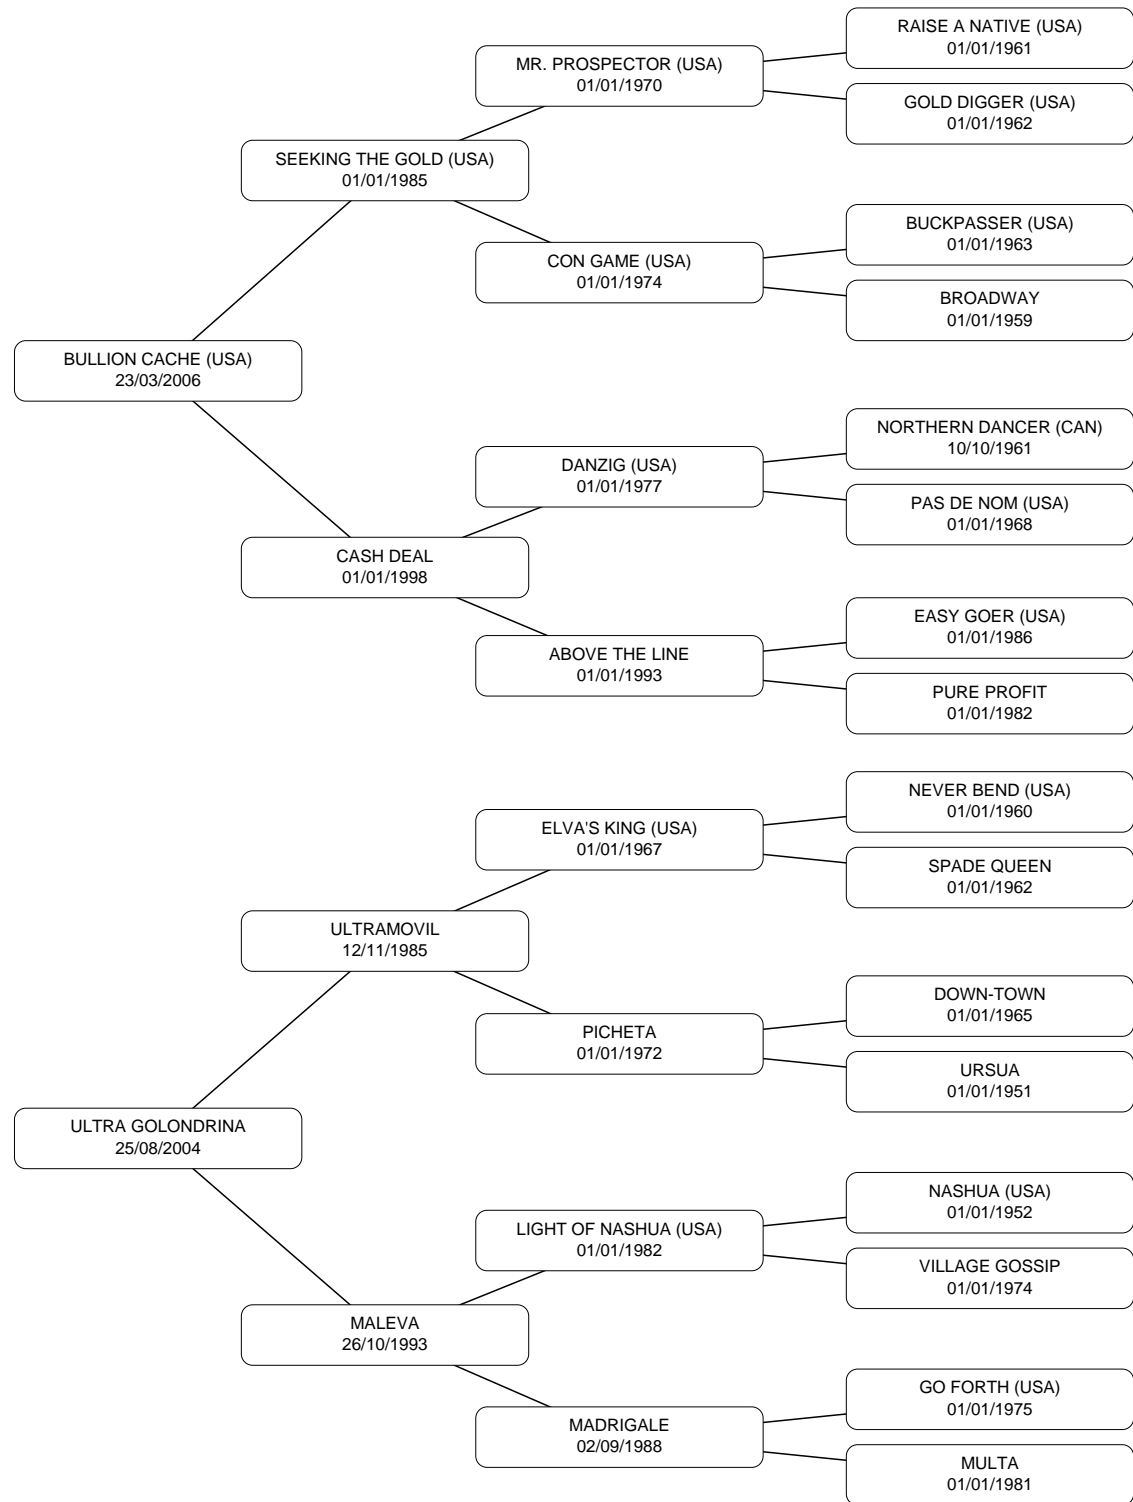 RAISE A NATIVE (USA)
01/01/1961
MR. PROSPECTOR (USA)
01/01/1970
GOLD DIGGER (USA)
01/01/1962
SEEKING THE GOLD (USA)
01/01/1985
BUCKPASSER (USA)
01/01/1963
CON GAME (USA)
01/01/1974
BROADWAY
01/01/1959
BULLION CACHE (USA)
23/03/2006
NORTHERN DANCER (CAN)
10/10/1961
DANZIG (USA)
01/01/1977
PAS DE NOM (USA)
01/01/1968
CASH DEAL
01/01/1998
EASY GOER (USA)
01/01/1986
ABOVE THE LINE
01/01/1993
PURE PROFIT
01/01/1982
NEVER BEND (USA)
01/01/1960
ELVA'S KING (USA)
01/01/1967
SPADE QUEEN
01/01/1962
ULTRAMOVIL
12/11/1985
DOWN-TOWN
01/01/1965
PICHETA
01/01/1972
URSUA
01/01/1951
ULTRA GOLONDRINA
25/08/2004
NASHUA (USA)
01/01/1952
LIGHT OF NASHUA (USA)
01/01/1982
VILLAGE GOSSIP
01/01/1974
MALEVA
26/10/1993
GO FORTH (USA)
01/01/1975
MADRIGALE
02/09/1988
MULTA
01/01/1981